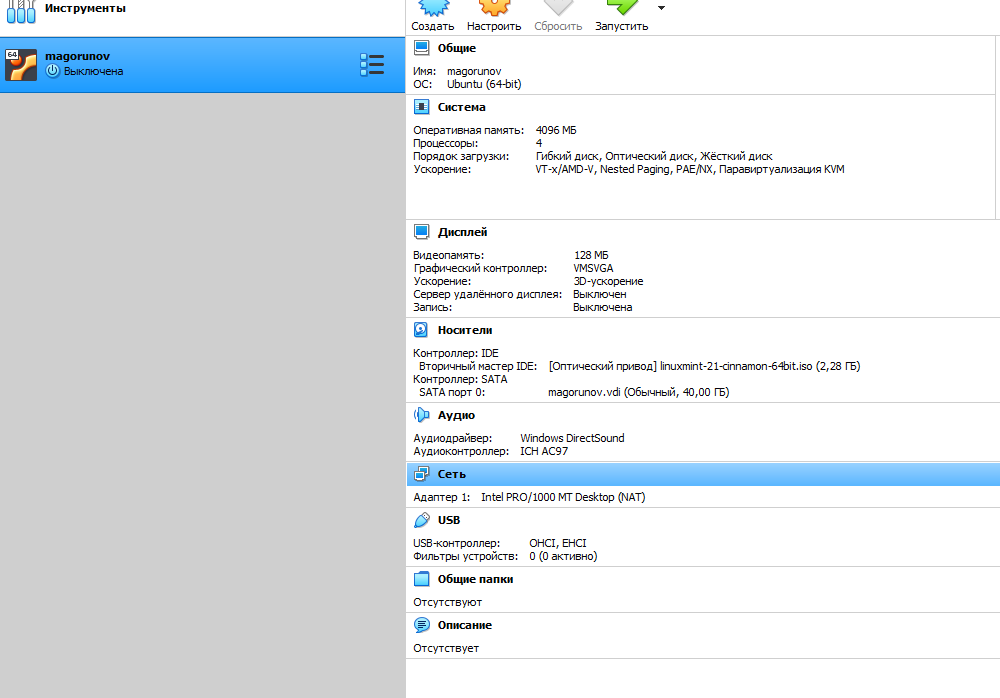 Инструменты
64
magorunov
Выключена
Создать Настроить Сбросить Запустить
Общие
Имя: magorunov
ОС: Ubuntu (64-bit)
Система
Оперативная память: 4096 МБ
Процессоры: 4
Порядок загрузки: Гибкий диск, Оптический диск, Жёсткий диск
Ускорение: VT-x/AMD-V, Nested Paging, PAE/NX, Паравиртуализация KVM
Дисплей
Видеопамять: 128 МБ
Графический контроллер: VMSVGA
Ускорение: 3D-ускорение
Сервер удалённого дисплея: Выключен
Запись: Выключена
Носители
Контроллер: IDE
Вторичный мастер IDE: [Оптический привод] linuxmint-21-cinnamon-64bit.iso (2,28 ГБ)
Контроллер: SATA
SATA порт 0: magorunov.vdi (Обычный, 40,00 ГБ)
Аудио
Аудиодрайвер: Windows DirectSound
Аудиоконтроллер: ICH AC97
Сеть
Адаптер 1: Intel PRO/1000 MT Desktop (NAT)
USB
USB-контроллер: OHCI, EHCI
Фильтры устройств: 0 (0 активно)
Общие папки
Отсутствуют
Описание
Отсутствует